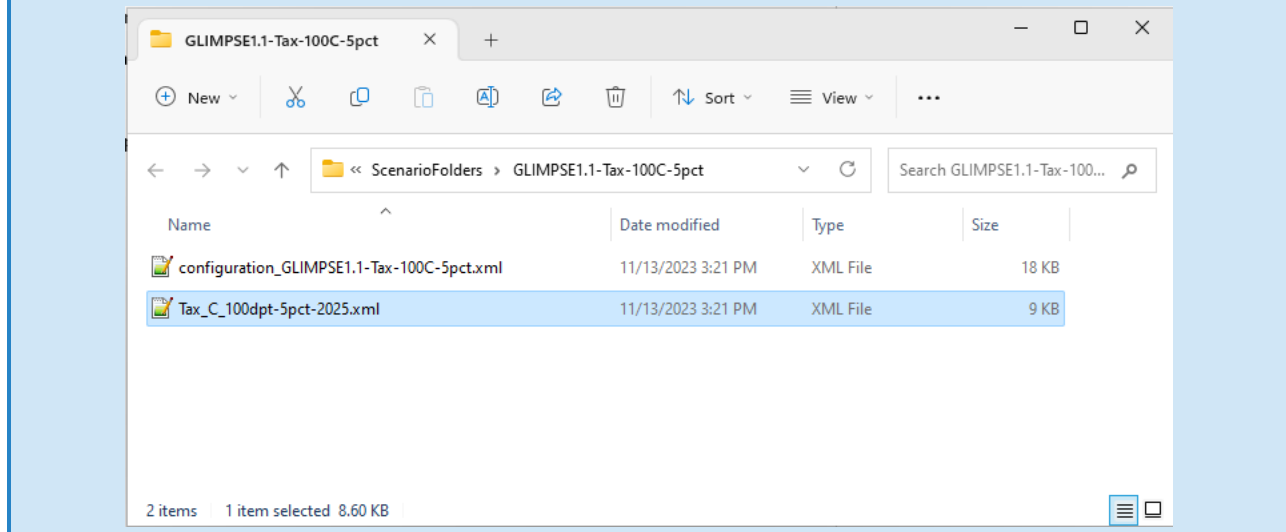 GLIMPSE1.1-Tax-100C-5pct
New
Sort
View
« ScenarioFolders › GLIMPSE1.1-Tax-100C-5pct
Search GLIMPSE1.1-Tax-100...
Name Date modified Type Size
configuration_GLIMPSE1.1-Tax-100C-5pct.xml 11/13/2023 3:21 PM XML File 18 KB
Tax_C_100dpt-5pct-2025.xml 11/13/2023 3:21 PM XML File 9 KB
2 items 1 item selected 8.60 KB